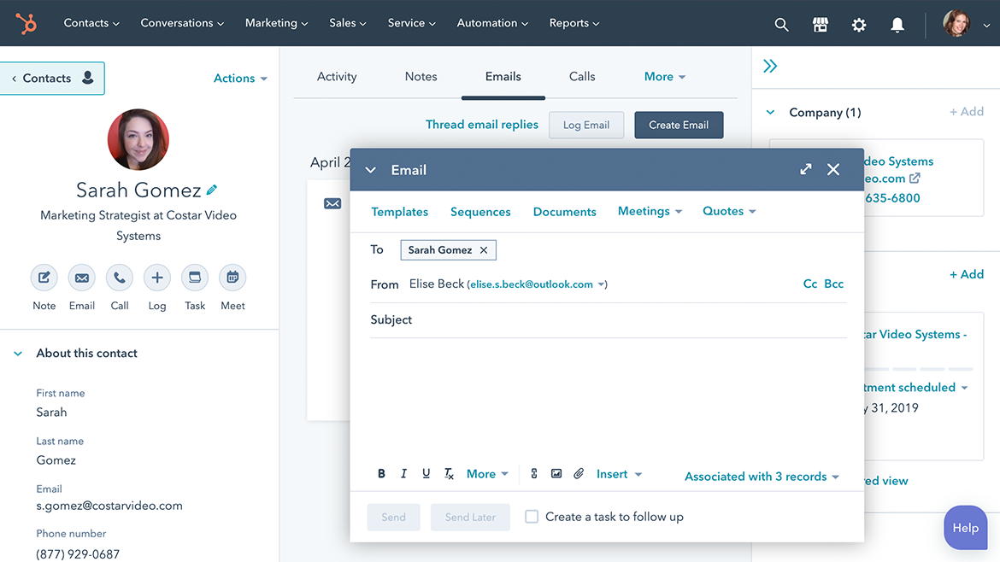 Contacts
Conversations
Marketing
Sales
Service
Automation
Reports
Contacts
Actions
Sarah Gomez
Marketing Strategist at Costar Video
Systems
Note
Email
Call
Log
Task
Meet
About this contact
First name
Sarah
Last name
Gomez
Email
s.gomez@costarvideo.com
Phone number
(877) 929-0687
Activity
Notes
Emails
Calls
More
Thread email replies
Log Email
Create Email
April 2
Email
Templates
Sequences
Documents
Meetings
Quotes
To
Sarah Gomez
From Elise Beck (elise.s.beck@outlook.com)
Cc Bcc
Subject
B I U Tx More
Insert
Associated with 3 records
Send
Send Later
Create a task to follow up
Company (1)
+ Add
deo Systems
eo.com
635-6800
+ Add
tar Video Systems -
tment scheduled
y 31, 2019
red view
Help